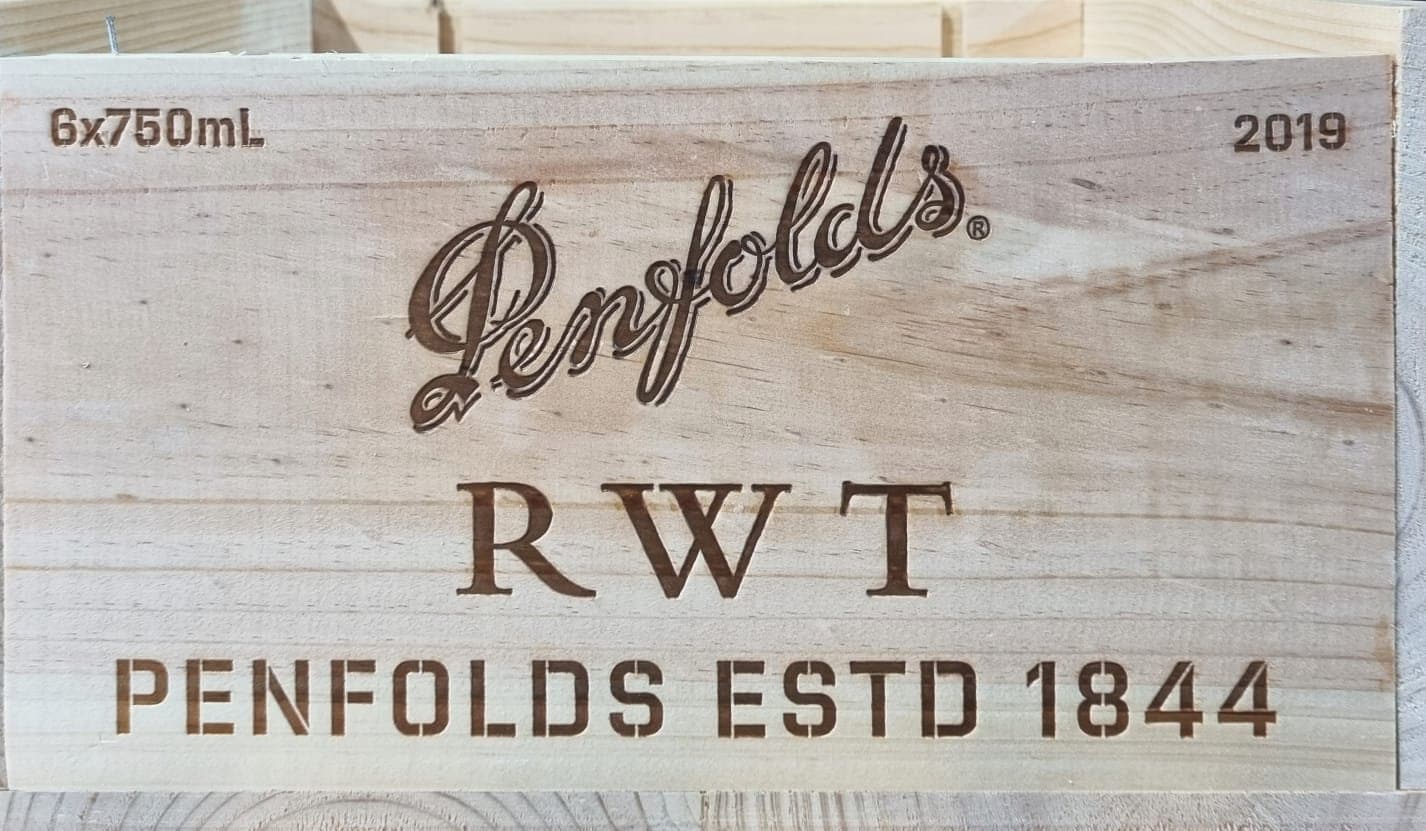 6x750mL
2019
Penfolds®
RWT
PENFOLDS ESTD 1844